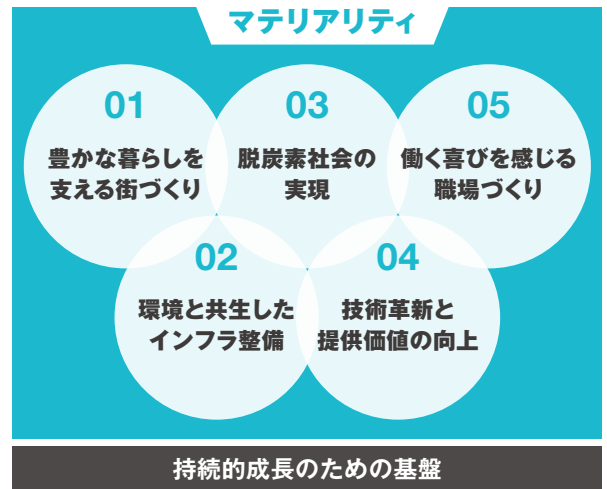 マテリアリティ
01
豊かな暮らしを
支える街づくり
02
環境と共生した
インフラ整備
03
脱炭素社会の
実現
04
技術革新と
提供価値の向上
05
働く喜びを感じる
職場づくり
持続的成長のための基盤